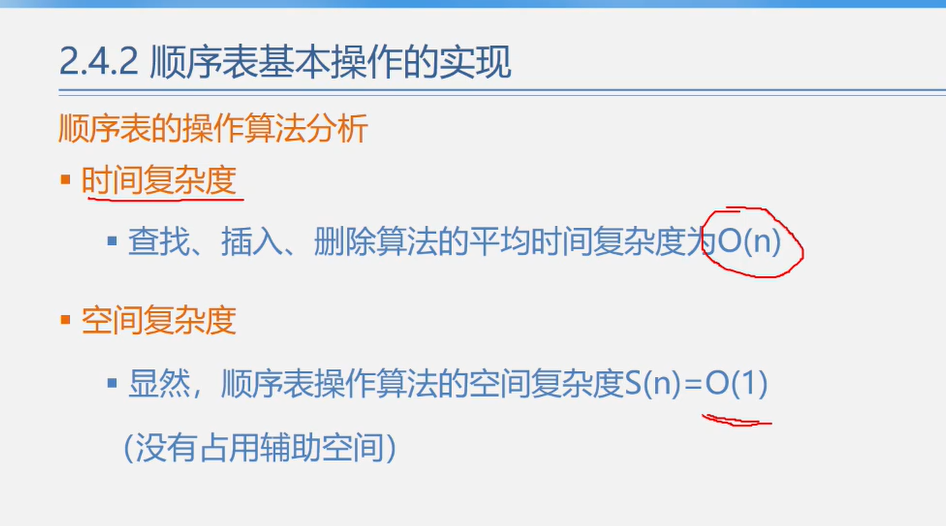 2.4.2 顺序表基本操作的实现
顺序表的操作算法分析
▪ 时间复杂度
▪ 查找、插入、删除算法的平均时间复杂度为O(n)
▪ 空间复杂度
▪ 显然，顺序表操作算法的空间复杂度S(n)=O(1)
（没有占用辅助空间）